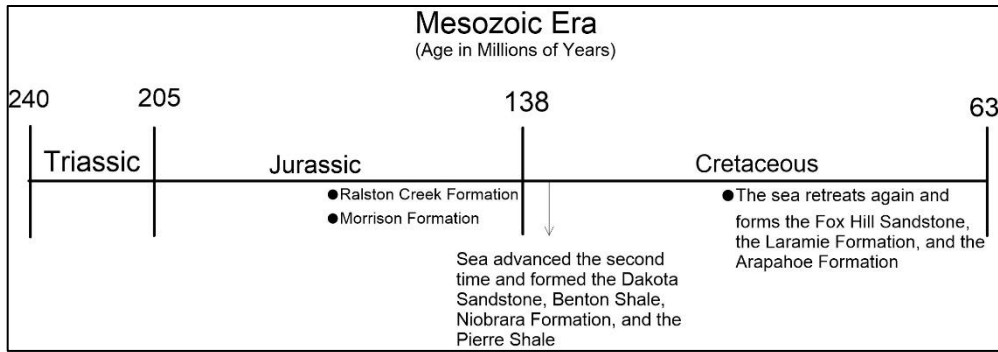 Mesozoic Era
(Age in Millions of Years)
240
205
138
63
Triassic
Jurassic
Cretaceous
●Ralston Creek Formation
●Morrison Formation
Sea advanced the second
time and formed the Dakota
Sandstone, Benton Shale,
Niobrara Formation, and the
Pierre Shale
●The sea retreats again and
forms the Fox Hill Sandstone,
the Laramie Formation, and the
Arapahoe Formation